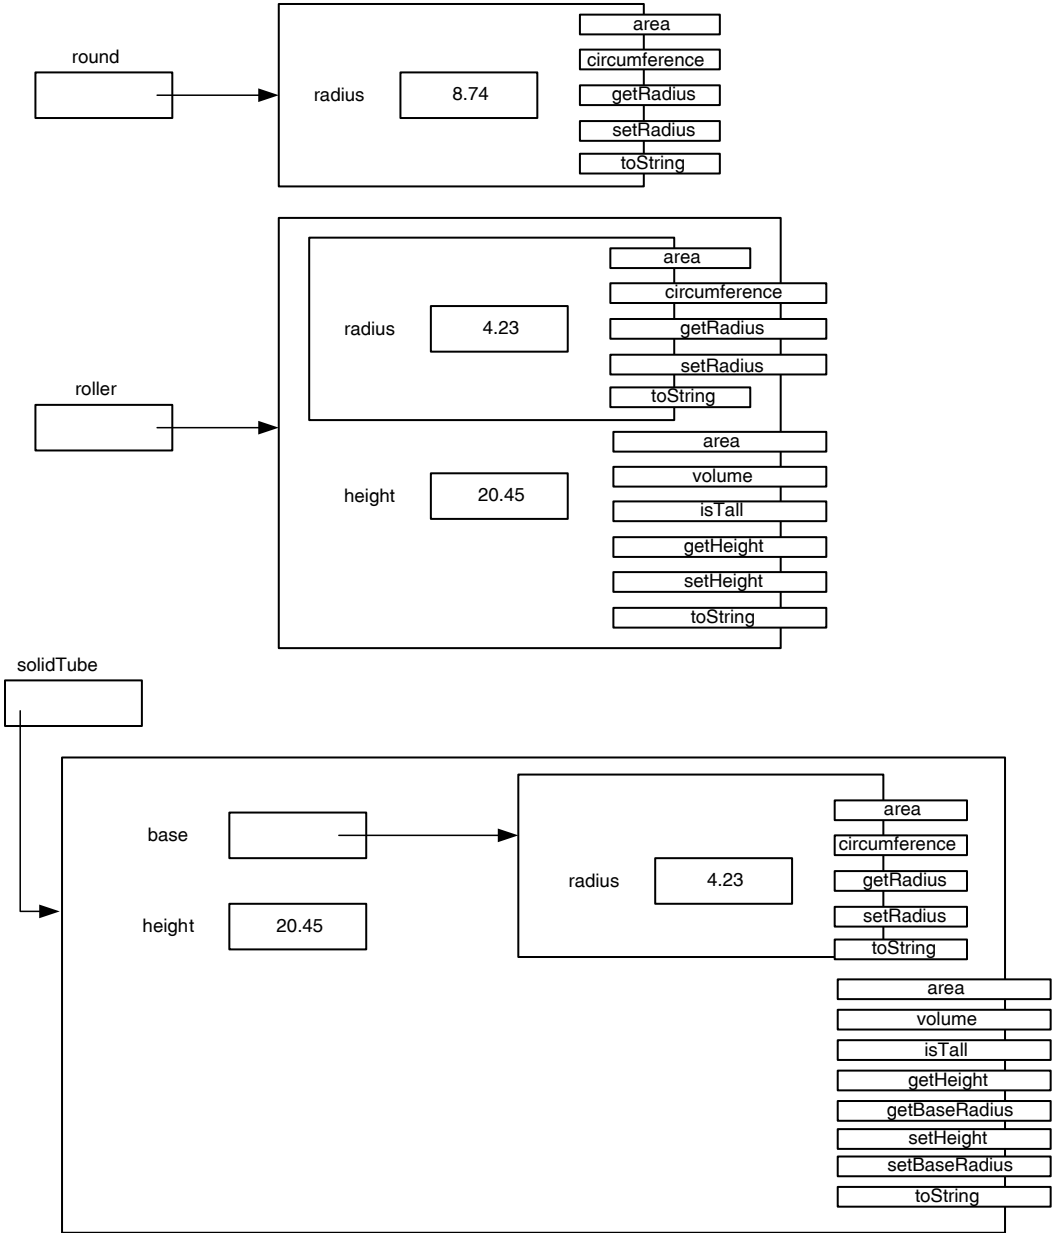 round
radius
8.74
area
circumference
getRadius
setRadius
toString
roller
radius
4.23
area
circumference
getRadius
setRadius
toString
height
20.45
area
volume
isTall
getHeight
setHeight
toString
solidTube
base
height
20.45
radius
4.23
area
circumference
getRadius
setRadius
toString
area
volume
isTall
getHeight
getBaseRadius
setHeight
setBaseRadius
toString